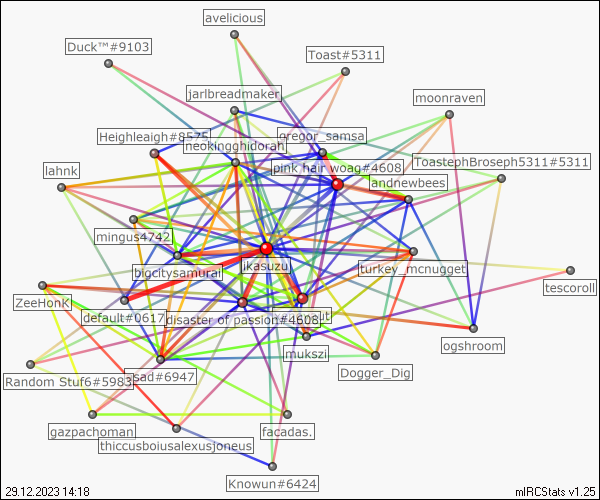 avelicious
Duck™#9103
Toast#5311
jarlbreadmaker
moonraven
Heighleaigh#8575
gregor_samsa
neokingghidorah
ToastephBroseph5311#5311
pink hair woag#4608
lahnk
andnewbees
mingus4742
jkasuzu
bigcitysamurai
turkey_mcnugget
tescoroll
ZeeHonK
default#0617
disaster of passion#4608
ogshroom
mukszi
Dogger_Dig
Random Stuf6#5983
sad#6947
gazpachoman
facadas.
thiccusboiusalexusjoneus
Knowun#6424
29.12.2023 14:18
mIRCStats v1.25